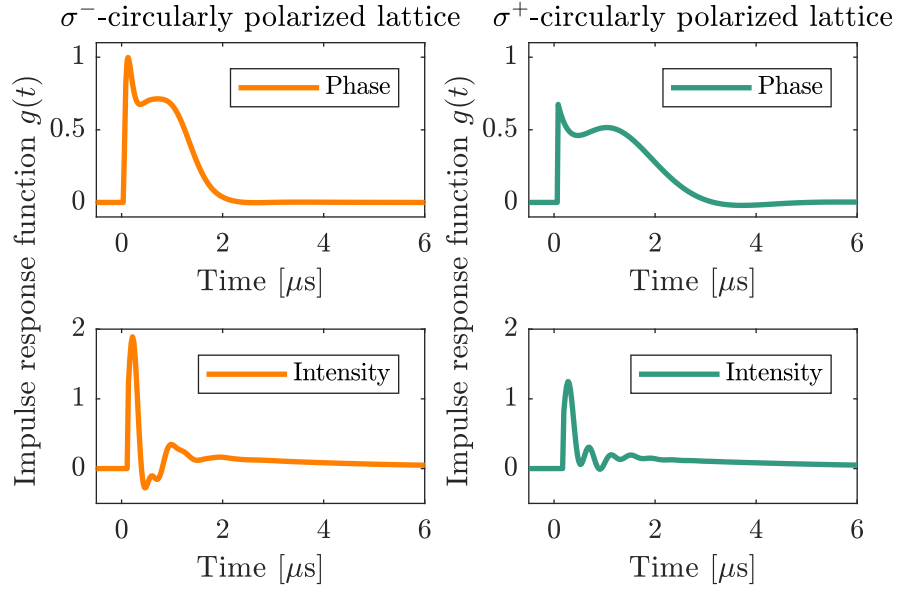 σ⁻-circularly polarized lattice
σ⁺-circularly polarized lattice
Impulse response function g(t)
1
0.5
0
Phase
0
2
4
6
Time [μs]
Impulse response function g(t)
1
0.5
0
Phase
0
2
4
6
Time [μs]
2
1
0
Intensity
0
2
4
6
Time [μs]
2
1
0
Intensity
0
2
4
6
Time [μs]